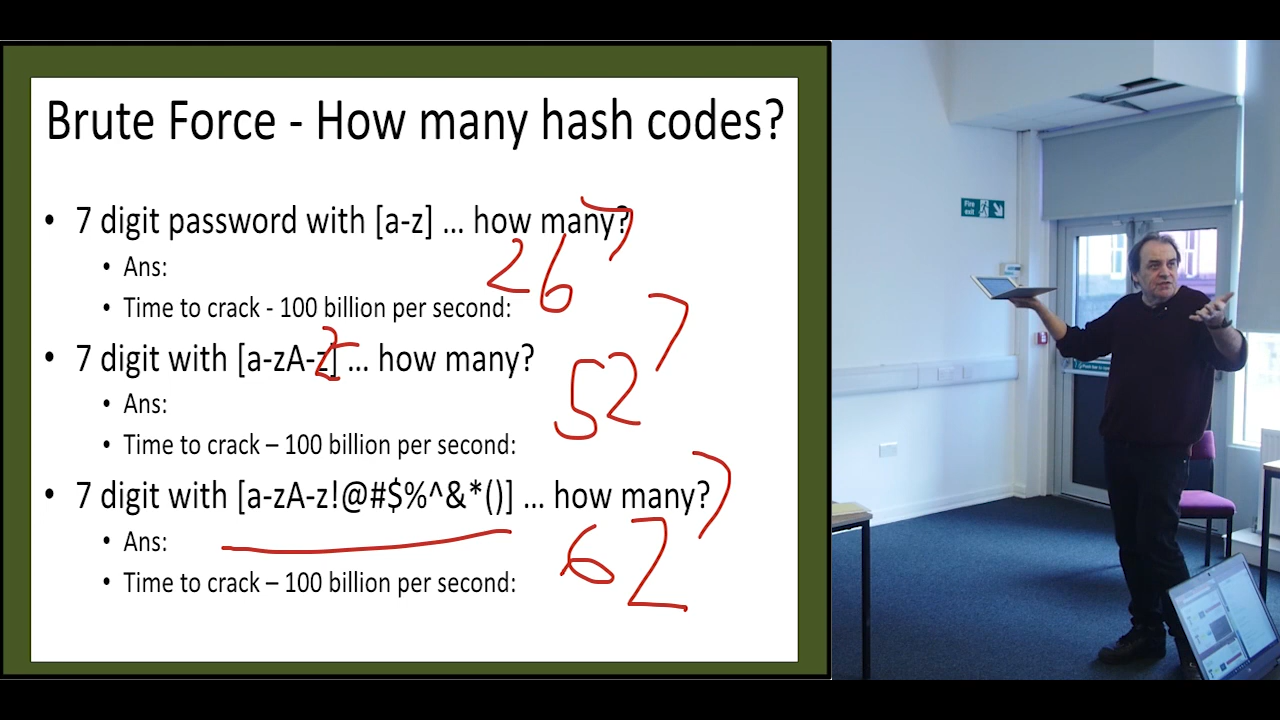 Brute Force - How many hash codes?
• 7 digit password with [a-z] ... how many?
26 7
• Ans:
• Time to crack - 100 billion per second:
• 7 digit with [a-zA-z] ... how many?
Z
52 7
• Ans:
• Time to crack – 100 billion per second:
• 7 digit with [a-zA-z!@#$%^&*()] ... how many?
62 7
• Ans:
• Time to crack – 100 billion per second:
Fire
exit